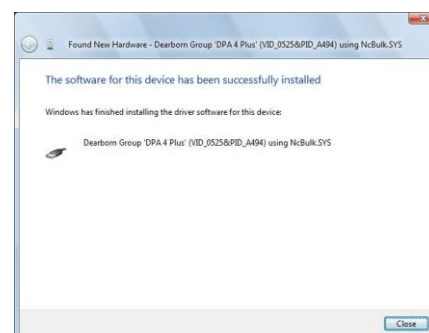 Found New Hardware - Dearborn Group 'DPA 4 Plus' (VID_0525&PID_A494) using NcBulk.SYS
The software for this device has been successfully installed
Windows has finished installing the driver software for this device:
Dearborn Group 'DPA 4 Plus' (VID_0525&PID_A494) using NcBulk.SYS
Close